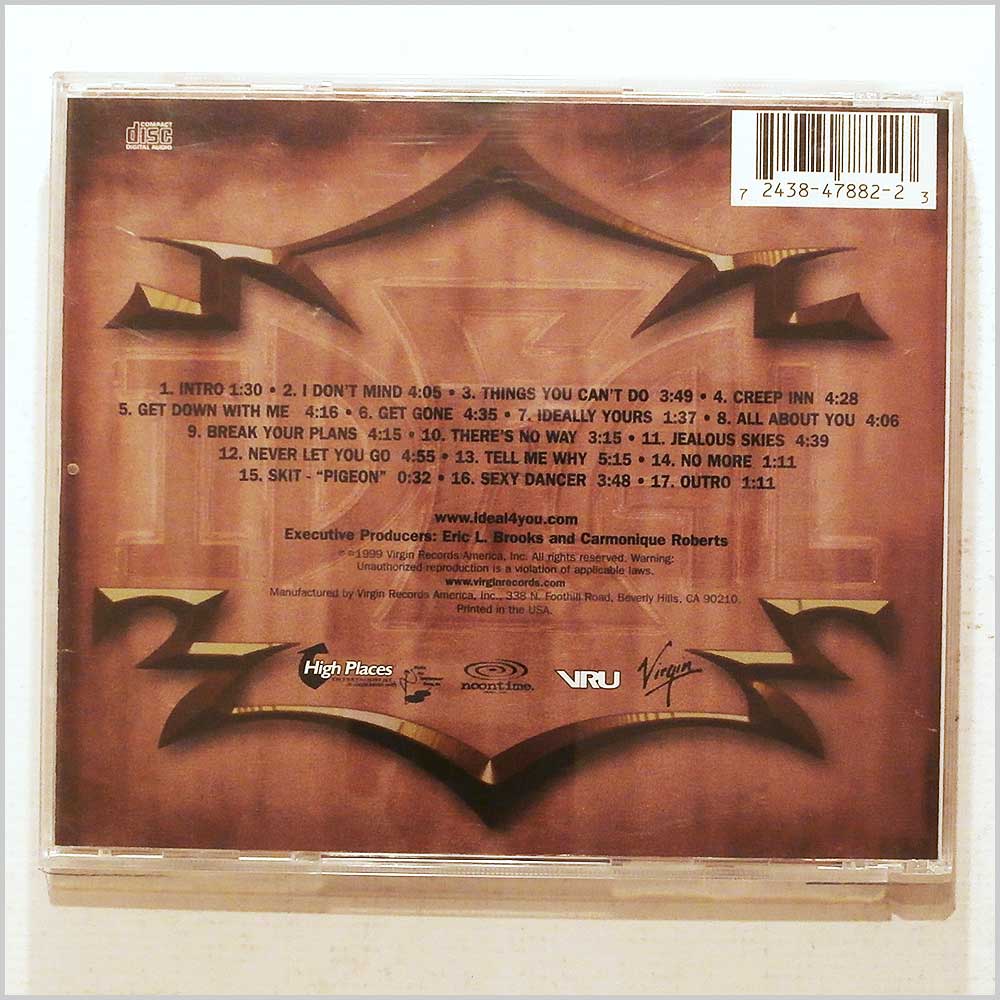 COMPACT
disc
DIGITAL AUDIO
7 2438-47882-2 3
1. INTRO 1:30 • 2. I DON'T MIND 4:05 • 3. THINGS YOU CAN'T DO 3:49 • 4. CREEP INN 4:28
5. GET DOWN WITH ME 4:16 • 6. GET GONE 4:35 • 7. IDEALLY YOURS 1:37 • 8. ALL ABOUT YOU 4:06
9. BREAK YOUR PLANS 4:15 • 10. THERE'S NO WAY 3:15 • 11. JEALOUS SKIES 4:39
12. NEVER LET YOU GO 4:55 • 13. TELL ME WHY 5:15 • 14. NO MORE 1:11
15. SKIT - "PIGEON" 0:32 • 16. SEXY DANCER 3:48 • 17. OUTRO 1:11
www.ideal4you.com
Executive Producers: Eric L. Brooks and Carmonique Roberts
℗ ©1999 Virgin Records America, Inc. All rights reserved. Warning:
Unauthorized reproduction is a violation of applicable laws.
www.virginrecords.com
Manufactured by Virgin Records America, Inc., 338 N. Foothill Road, Beverly Hills, CA 90210.
Printed in the USA.
High Places
ENTERTAINMENT
noontime.
VRU
Virgin